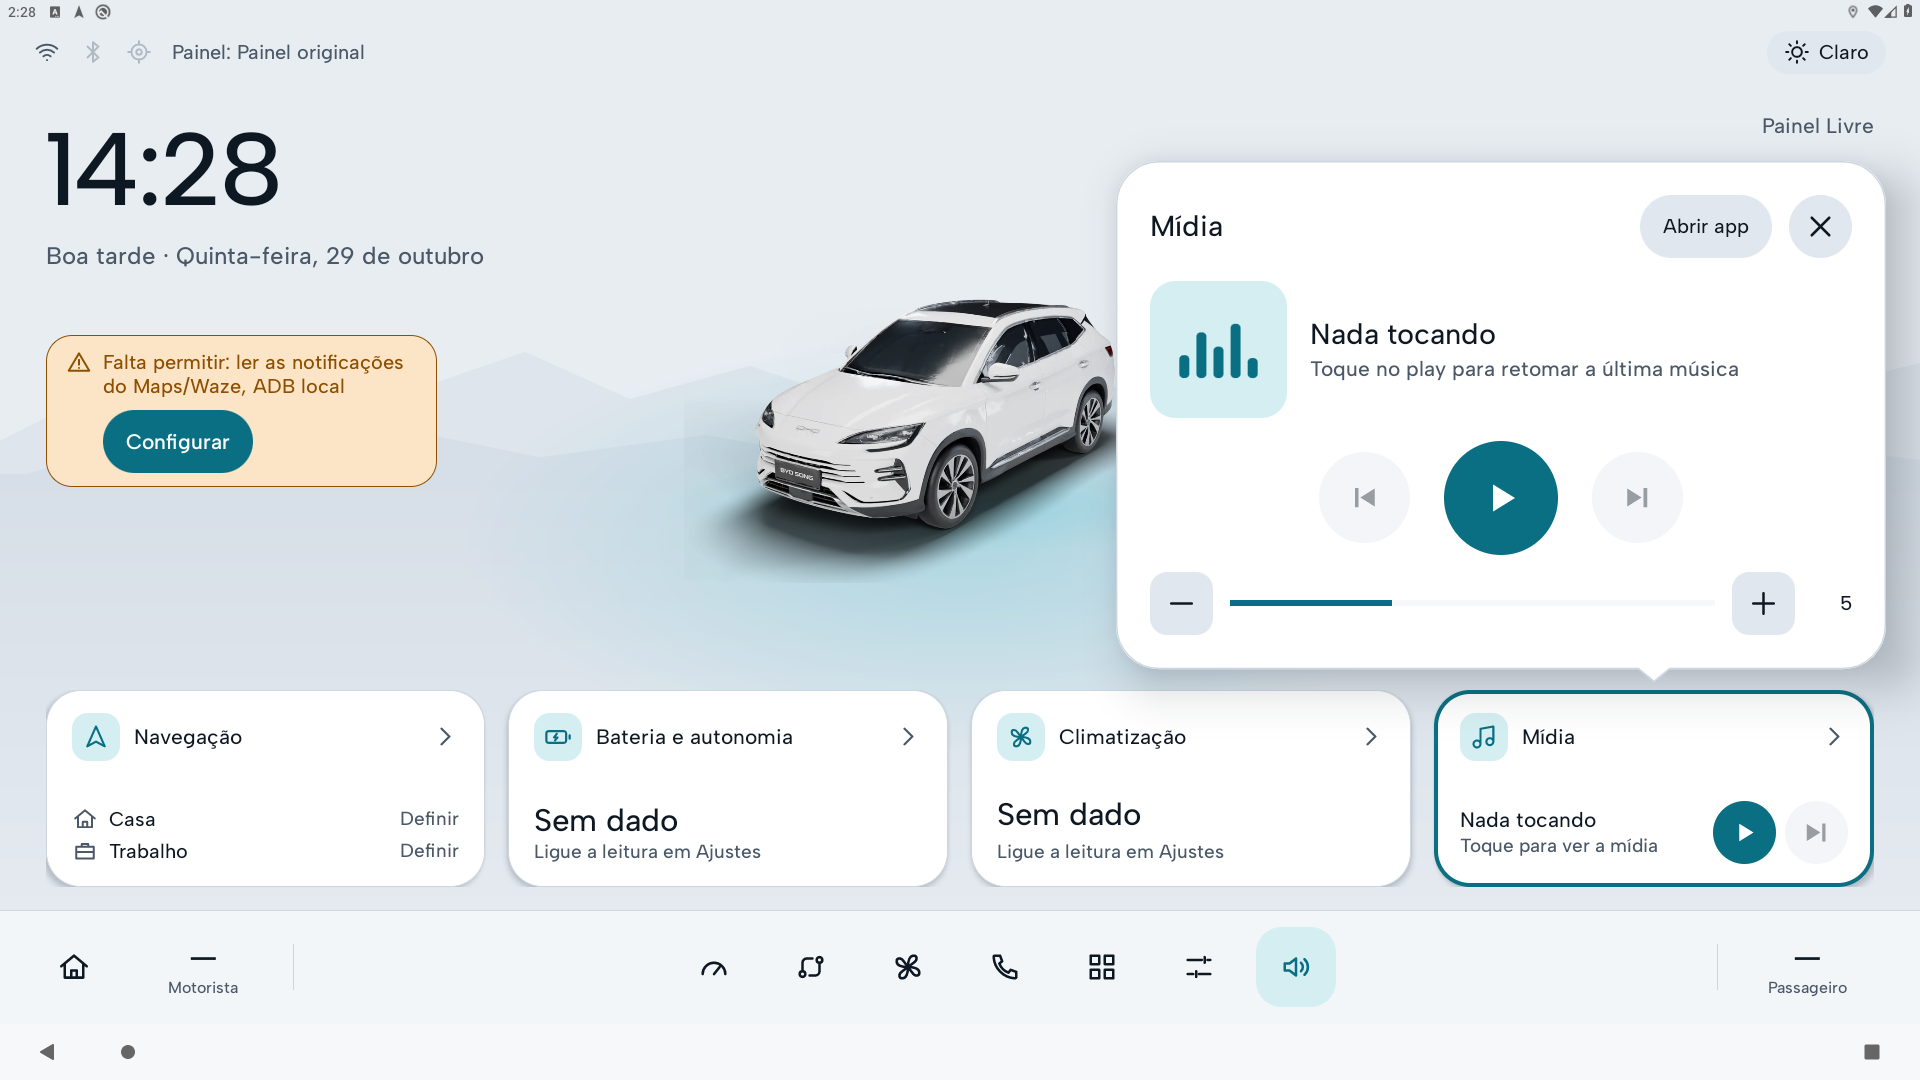 2:28
Painel: Painel original
Claro
14:28
Painel Livre
Boa tarde · Quinta-feira, 29 de outubro
Falta permitir: ler as notificações
do Maps/Waze, ADB local
Configurar
BYD SONG
Mídia
Abrir app
Nada tocando
Toque no play para retomar a última música
5
Navegação
Casa
Definir
Trabalho
Definir
Bateria e autonomia
Sem dado
Ligue a leitura em Ajustes
Climatização
Sem dado
Ligue a leitura em Ajustes
Mídia
Nada tocando
Toque para ver a mídia
Motorista
Passageiro